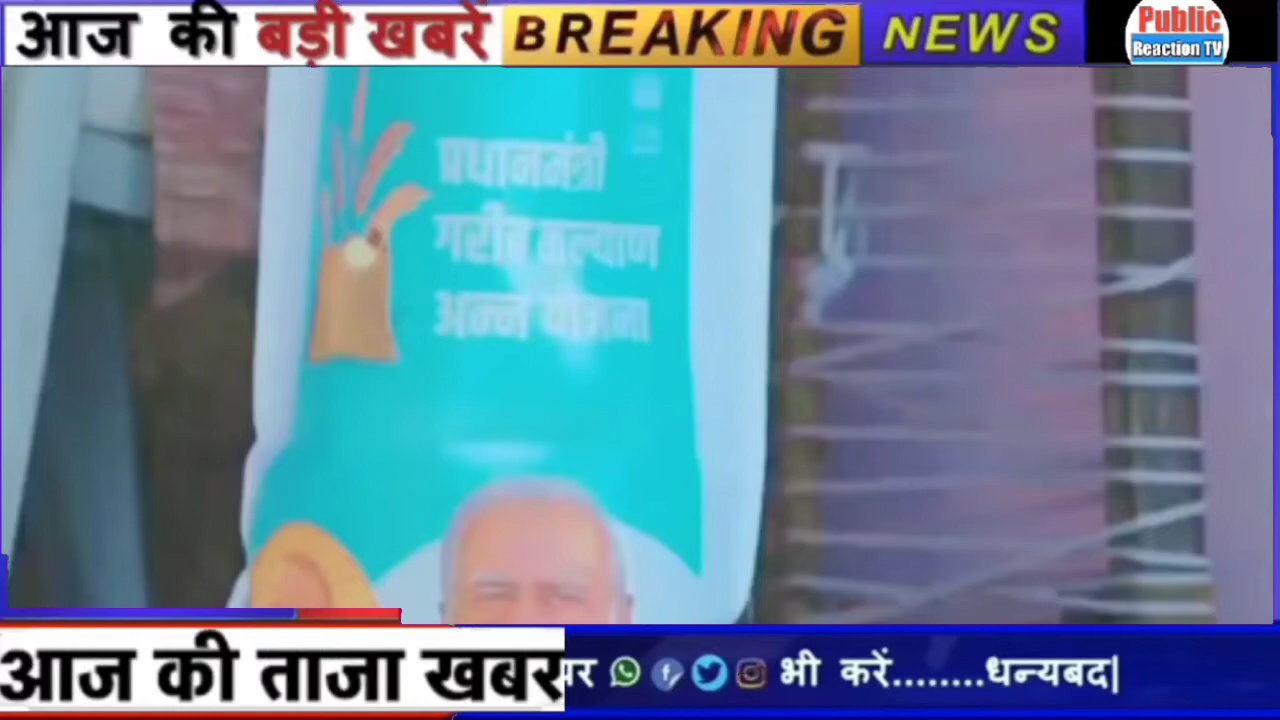 आज की बड़ी खबरें BREAKING NEWS Public
Reaction TV
प्रधानमंत्री
गरीब कल्याण
अन्न योजना
आज की ताजा खबर पर भी करें........धन्यबद|